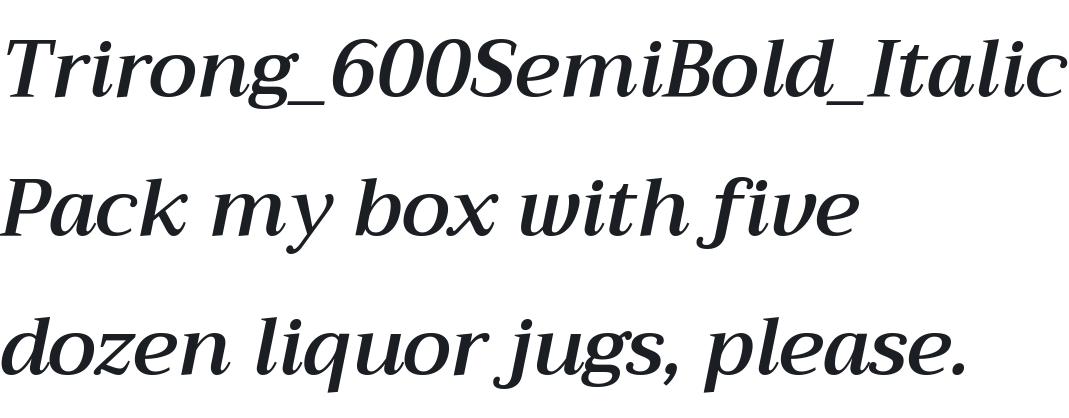 Trirong_600SemiBold_Italic
Pack my box with five
dozen liquor jugs, please.